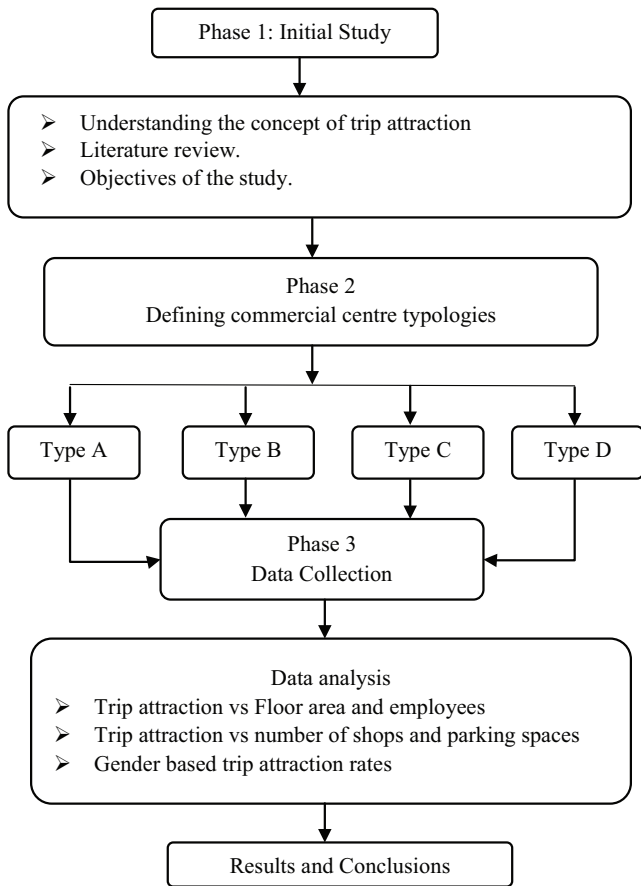 Phase 1: Initial Study
➢ Understanding the concept of trip attraction
➢ Literature review.
➢ Objectives of the study.
Phase 2
Defining commercial centre typologies
Type A
Type B
Type C
Type D
Phase 3
Data Collection
Data analysis
➢ Trip attraction vs Floor area and employees
➢ Trip attraction vs number of shops and parking spaces
➢ Gender based trip attraction rates
Results and Conclusions